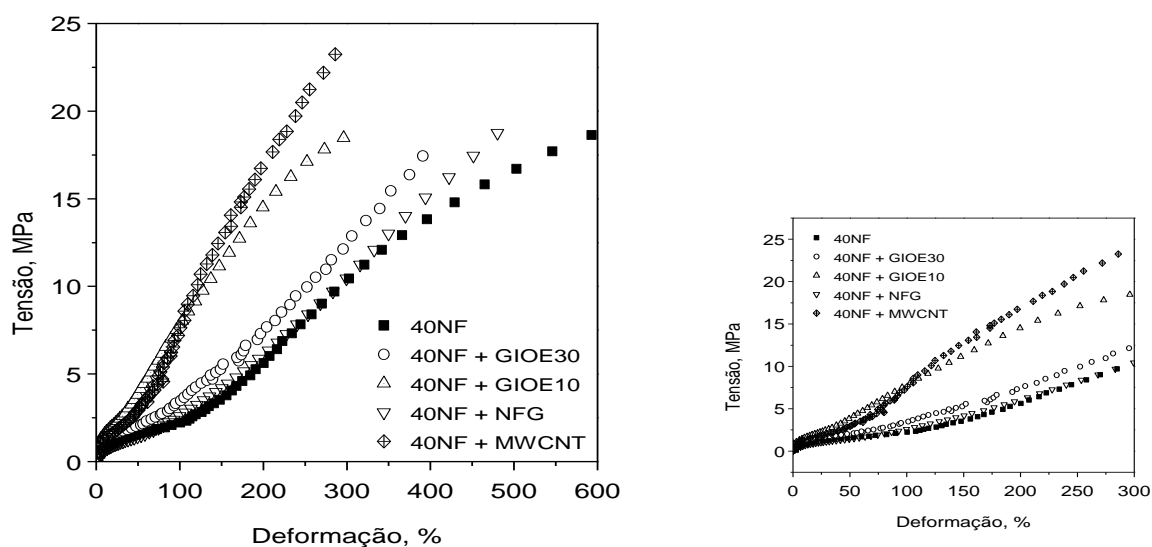 25
20
15
10
5
0
Tensão, MPa
40NF
40NF + GIOE30
40NF + GIOE10
40NF + NFG
40NF + MWCNT
0 100 200 300 400 500 600
Deformação, %
25
20
15
10
5
0
Tensão, MPa
40NF
40NF + GIOE30
40NF + GIOE10
40NF + NFG
40NF + MWCNT
0 50 100 150 200 250 300
Deformação, %